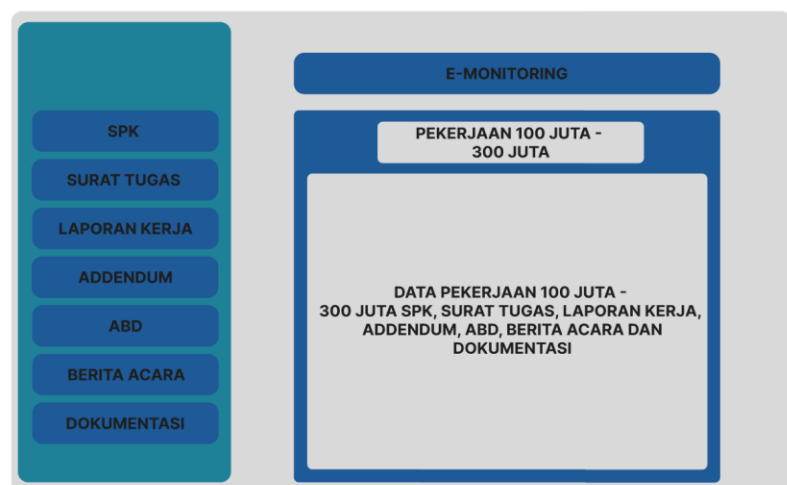 SPK
SURAT TUGAS
LAPORAN KERJA
ADDENDUM
ABD
BERITA ACARA
DOKUMENTASI
E-MONITORING
PEKERJAAN 100 JUTA -
300 JUTA
DATA PEKERJAAN 100 JUTA -
300 JUTA SPK, SURAT TUGAS, LAPORAN KERJA,
ADDENDUM, ABD, BERITA ACARA DAN
DOKUMENTASI